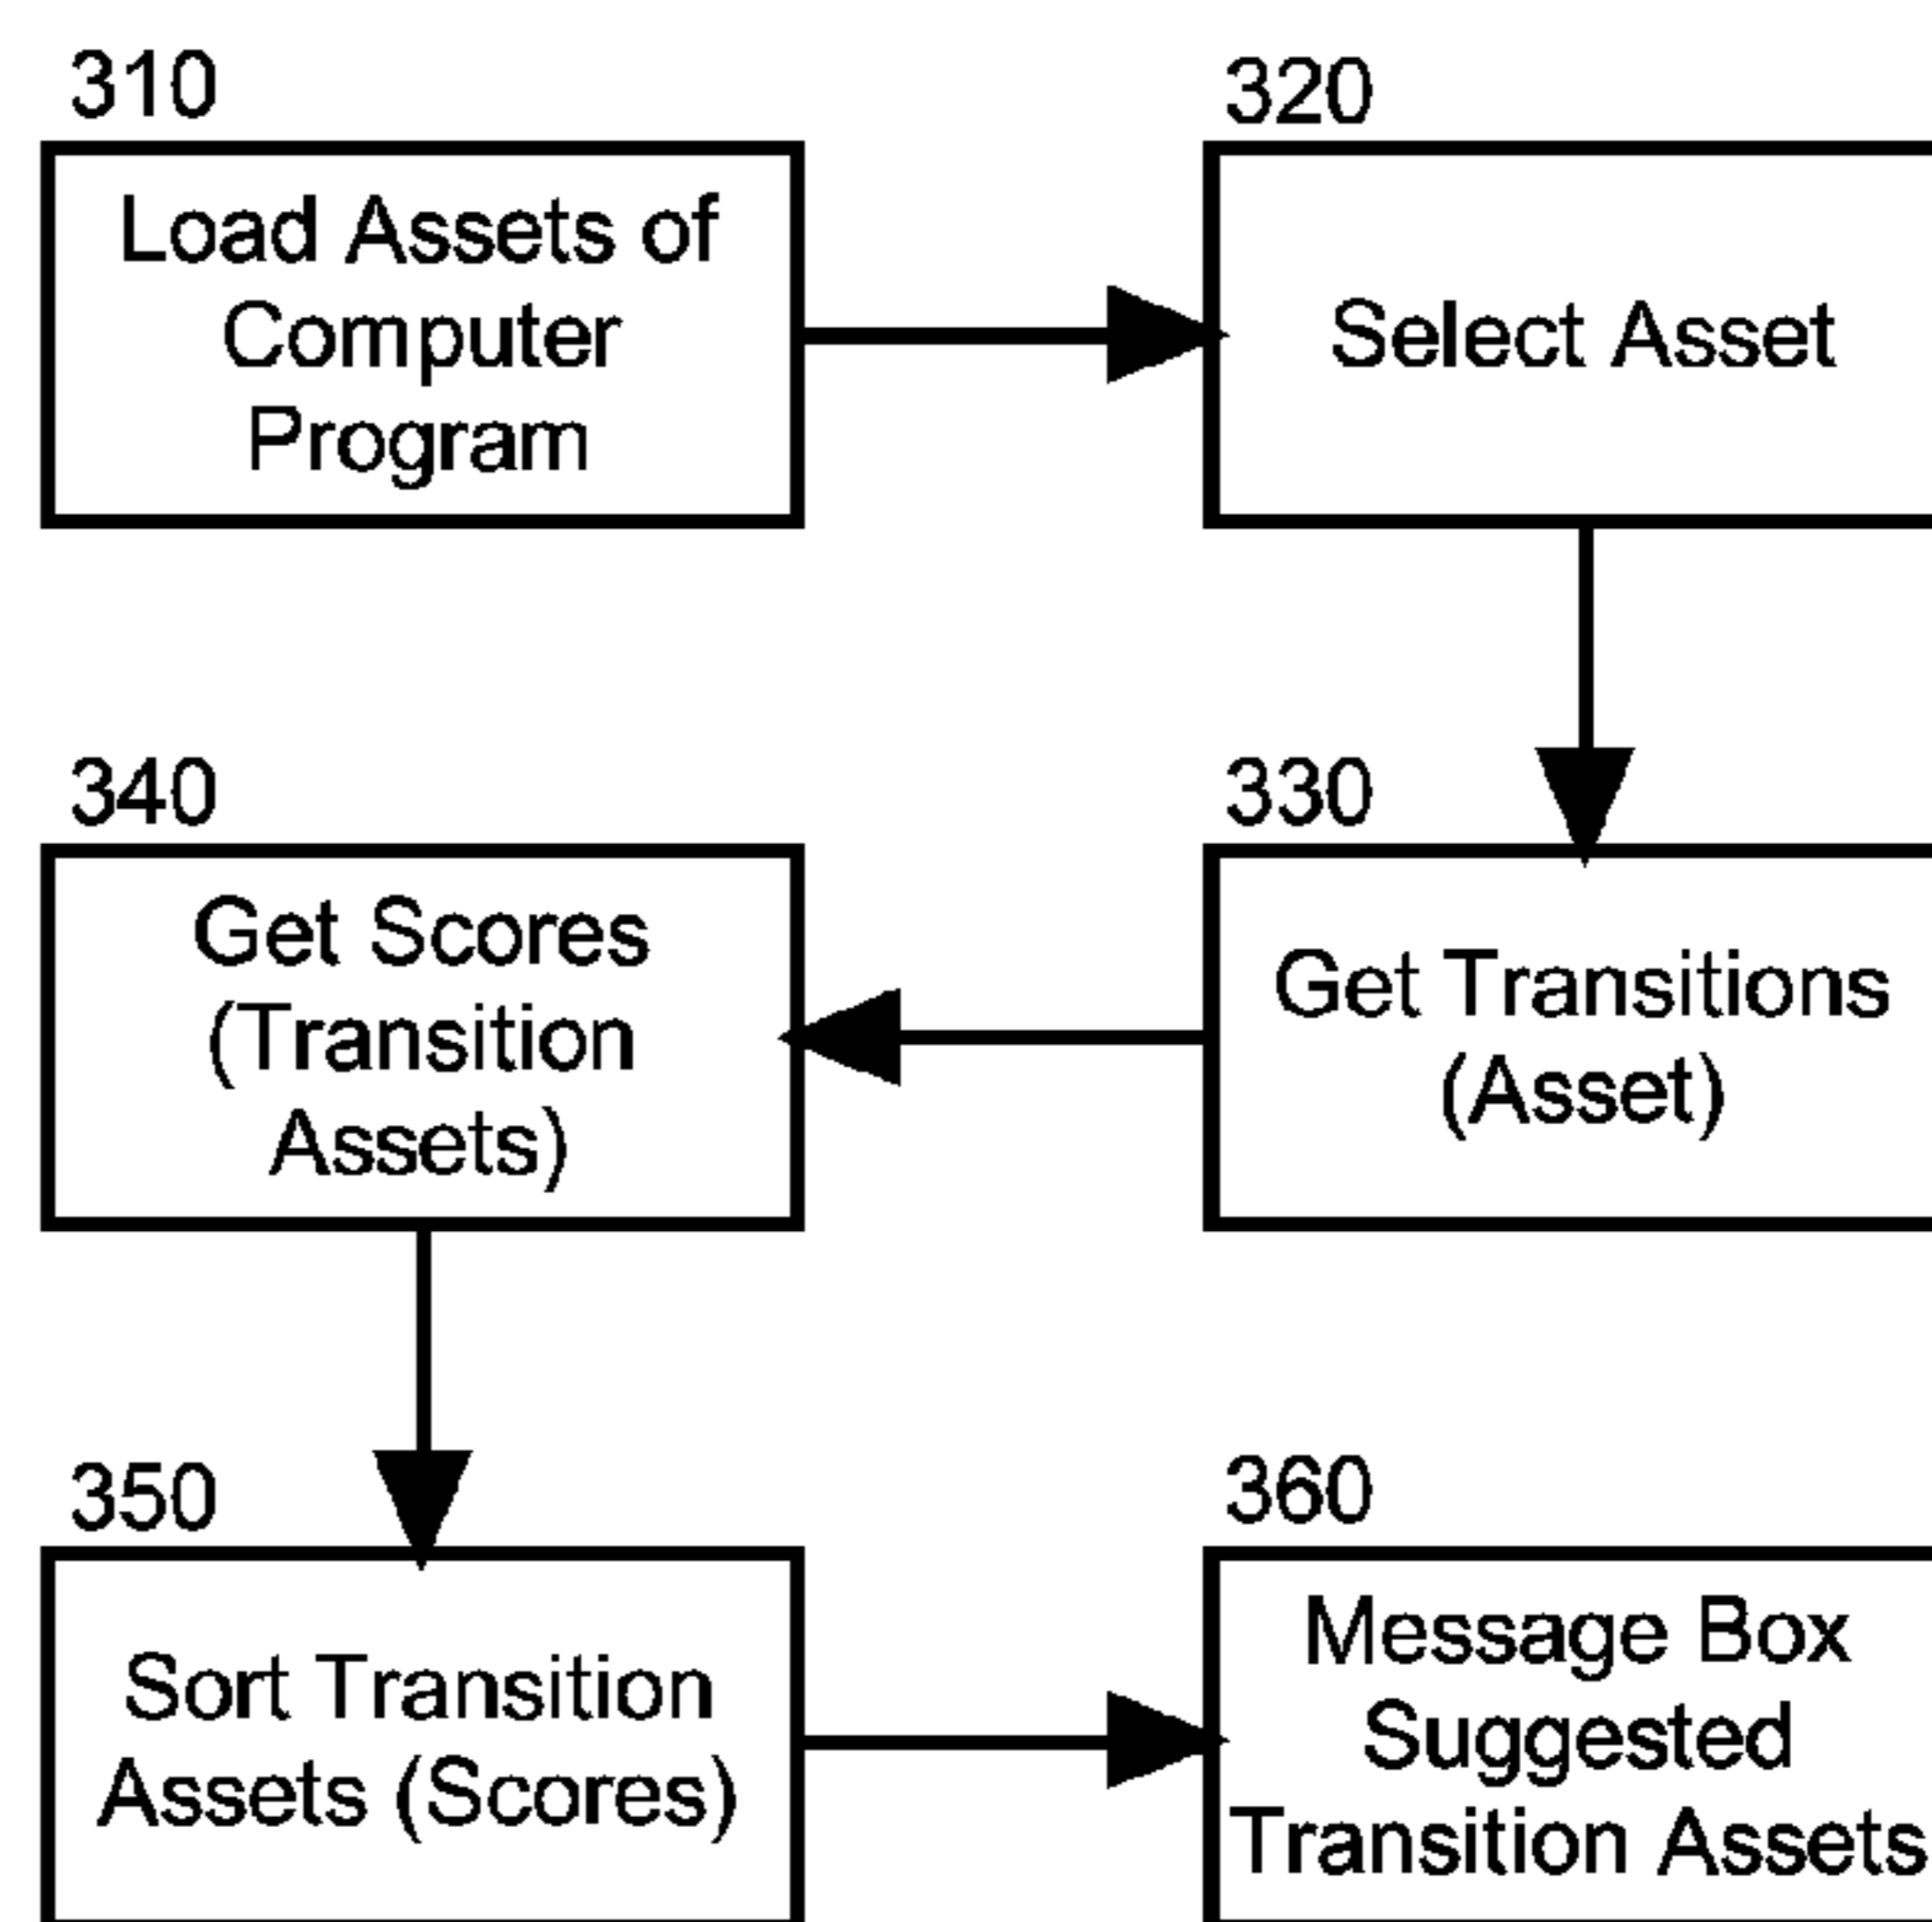 310
Load Assets of
Computer
Program
320
Select Asset
340
Get Scores
(Transition
Assets)
330
Get Transitions
(Asset)
350
Sort Transition
Assets (Scores)
360
Message Box
Suggested
Transition Assets